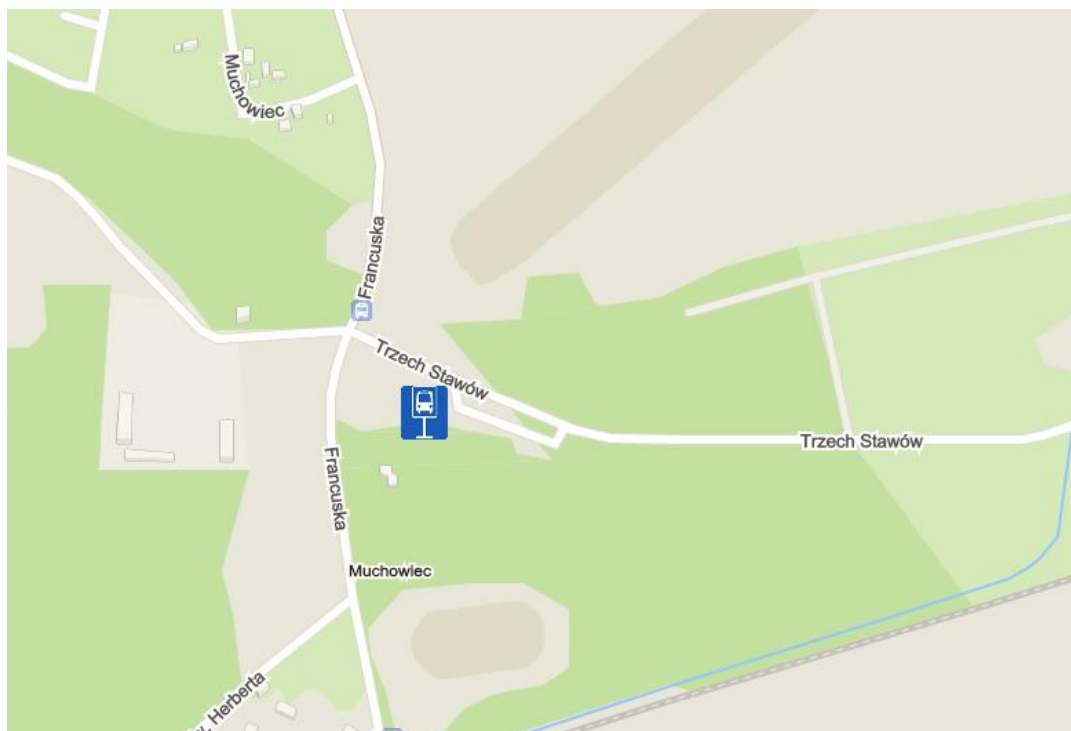 Muchowiec
Francuska
Trzech Stawów
Trzech Stawów
Francuska
Muchowiec
w. Herberta